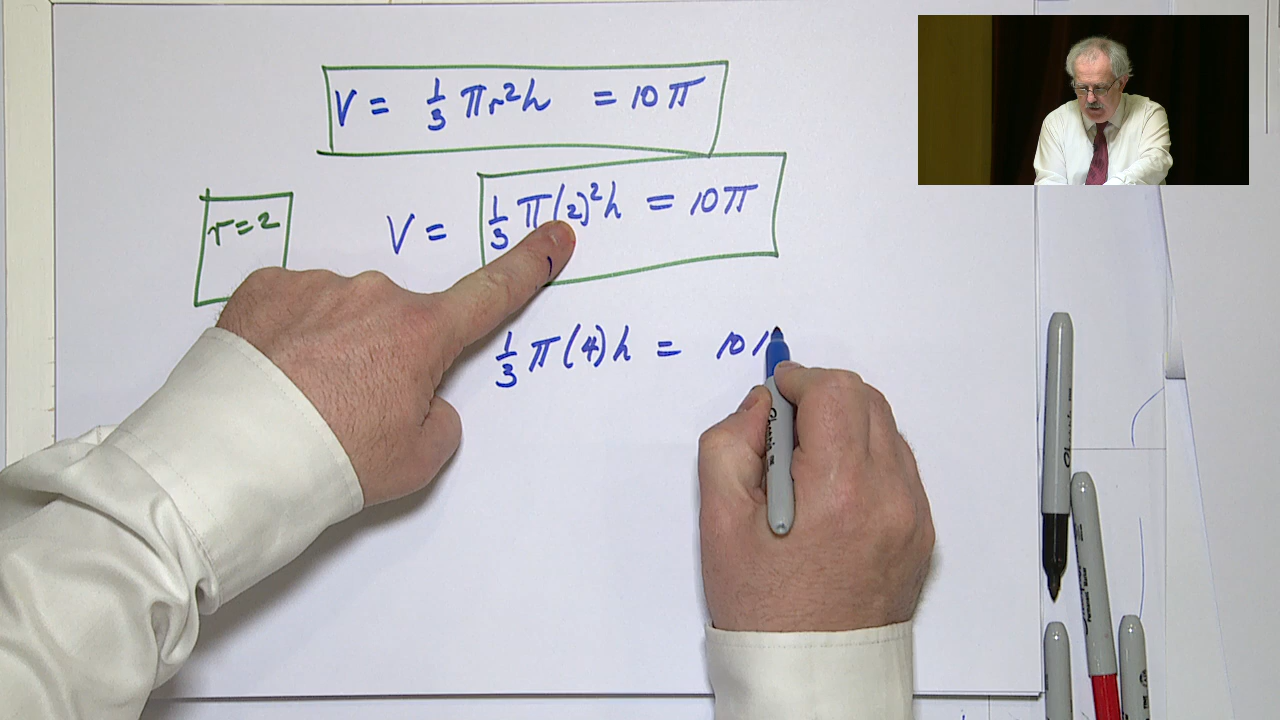 V = 1/3 πr²h = 10π
r=2
V = 1/3 π(2)²h = 10π
1/3 π(4)h = 10